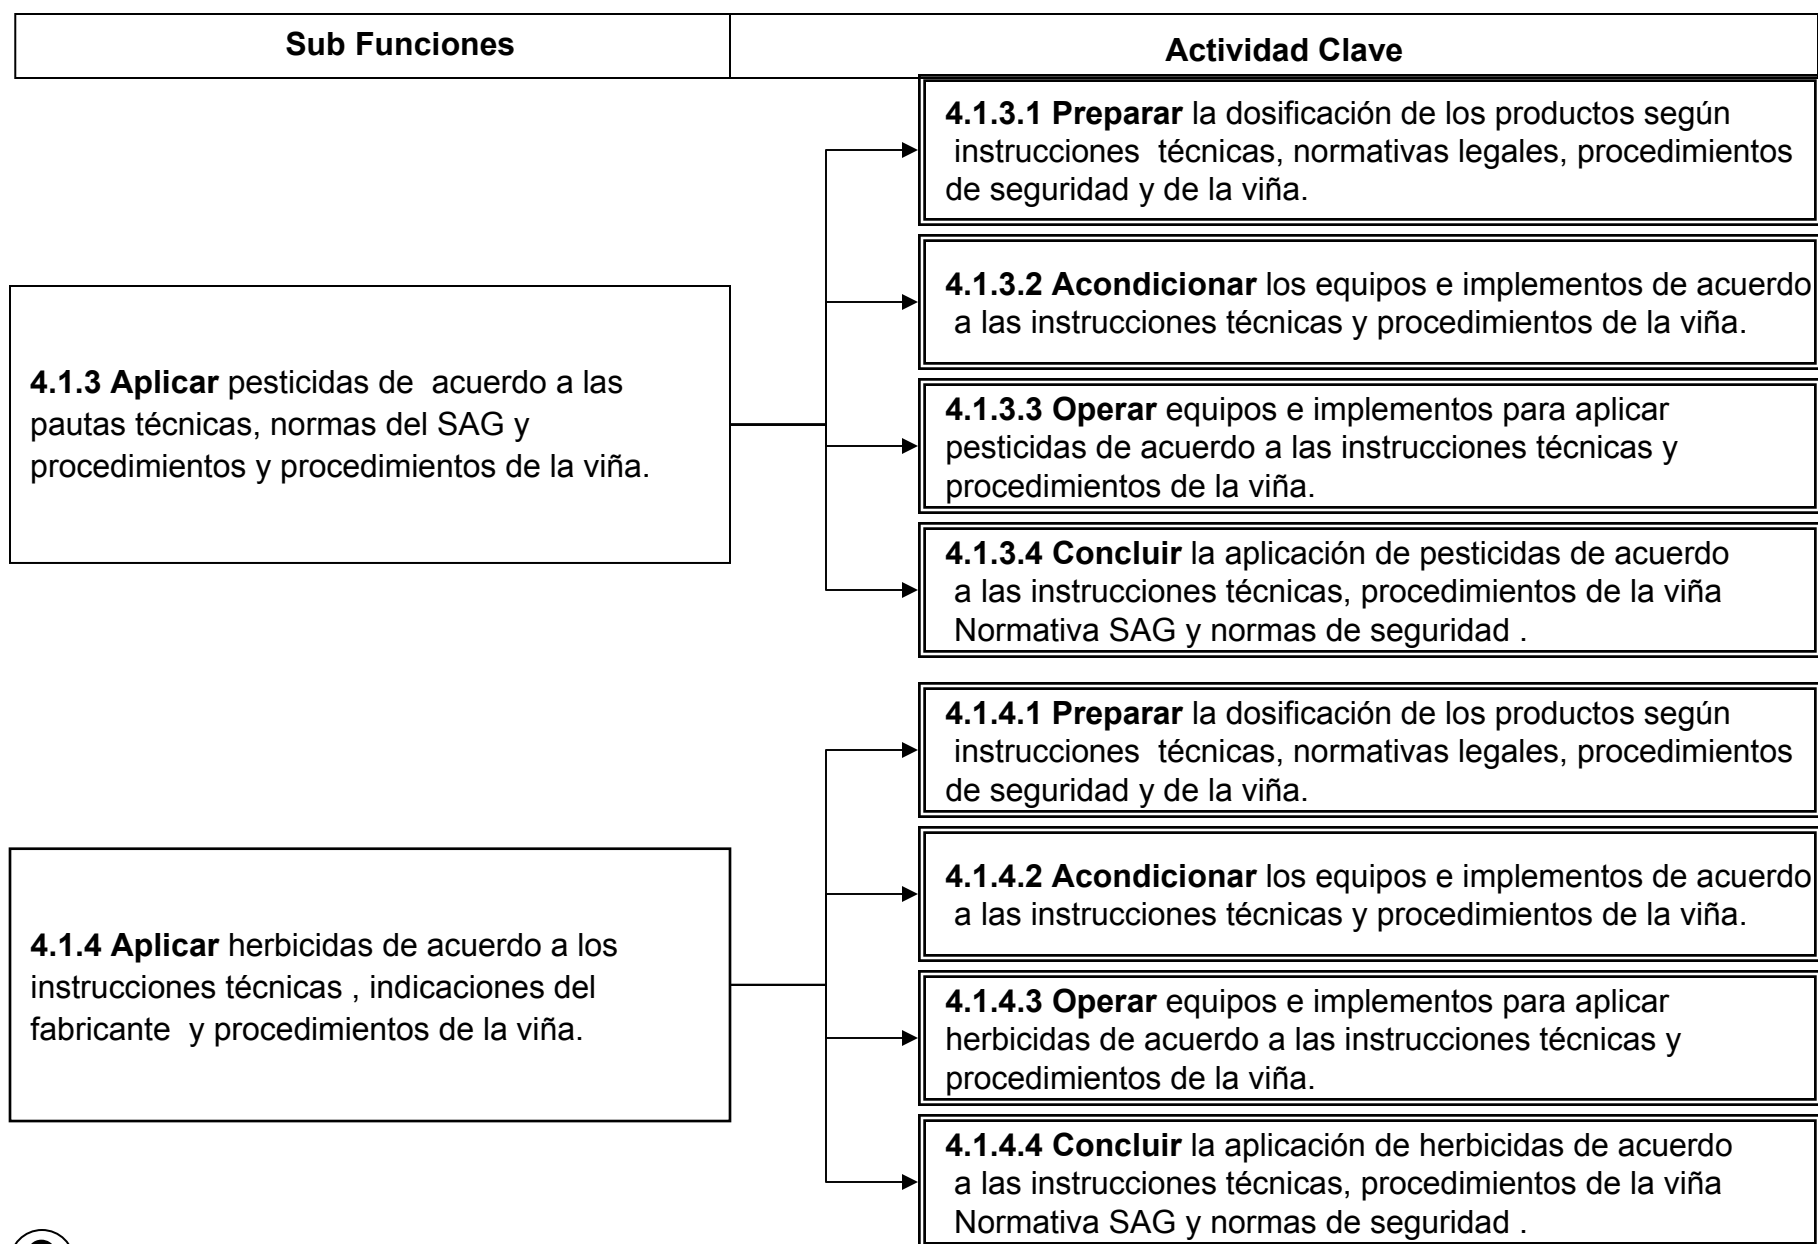 Sub Funciones
Actividad Clave
4.1.3 Aplicar pesticidas de acuerdo a las
pautas técnicas, normas del SAG y
procedimientos y procedimientos de la viña.
4.1.3.1 Preparar la dosificación de los productos según
instrucciones técnicas, normativas legales, procedimientos
de seguridad y de la viña.
4.1.3.2 Acondicionar los equipos e implementos de acuerdo
a las instrucciones técnicas y procedimientos de la viña.
4.1.3.3 Operar equipos e implementos para aplicar
pesticidas de acuerdo a las instrucciones técnicas y
procedimientos de la viña.
4.1.3.4 Concluir la aplicación de pesticidas de acuerdo
a las instrucciones técnicas, procedimientos de la viña
Normativa SAG y normas de seguridad .
4.1.4 Aplicar herbicidas de acuerdo a los
instrucciones técnicas , indicaciones del
fabricante y procedimientos de la viña.
4.1.4.1 Preparar la dosificación de los productos según
instrucciones técnicas, normativas legales, procedimientos
de seguridad y de la viña.
4.1.4.2 Acondicionar los equipos e implementos de acuerdo
a las instrucciones técnicas y procedimientos de la viña.
4.1.4.3 Operar equipos e implementos para aplicar
herbicidas de acuerdo a las instrucciones técnicas y
procedimientos de la viña.
4.1.4.4 Concluir la aplicación de herbicidas de acuerdo
a las instrucciones técnicas, procedimientos de la viña
Normativa SAG y normas de seguridad .